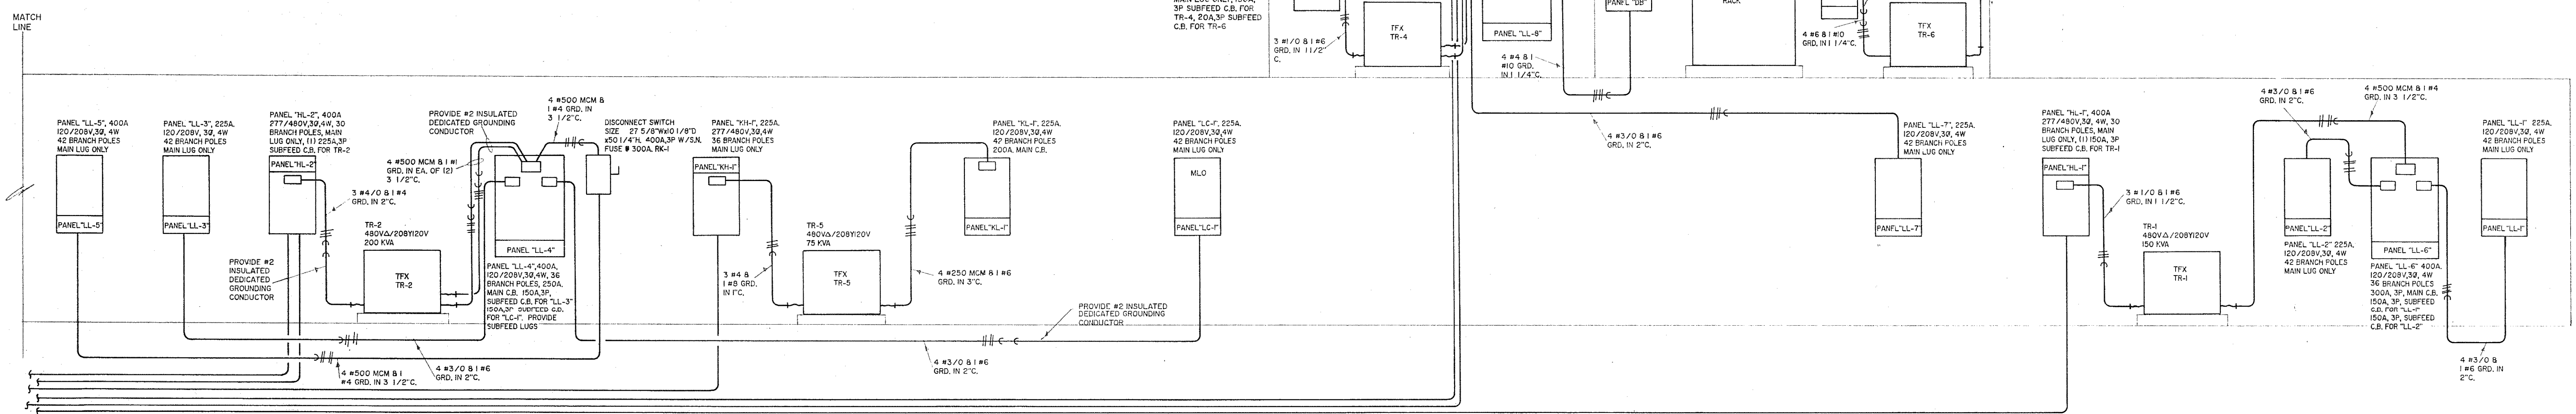 MATCH
LINE
3P SUBFEED C.B. FOR
TR-4, 20A,3P SUBFEED
C.B. FOR TR-6
3 #1/0 & 1 #6
GRD. IN 1 1/2"
C.
TFX
TR-4
PANEL "LL-8"
4 #4 & 1
#10 GRD.
IN 1 1/4"C.
PANEL "DB"
RACK
4 #6 & 1 #10
GRD. IN 1 1/4"C.
TFX
TR-6
PANEL "LL-5", 400A
120/208V,3Ø, 4W
42 BRANCH POLES
MAIN LUG ONLY
PANEL"LL-5"
PANEL "LL-3", 225A.
120/208V, 3Ø, 4W
42 BRANCH POLES
MAIN LUG ONLY
PANEL"LL-3"
PANEL "HL-2", 400A
277/480V,3Ø,4W, 30
BRANCH POLES, MAIN
LUG ONLY, (1) 225A,3P
SUBFEED C.B. FOR TR-2
PANEL"HL-2"
3 #4/0 & 1 #4
GRD. IN 2"C.
PROVIDE #2
INSULATED
DEDICATED
GROUNDING
CONDUCTOR
TR-2
480VΔ/208Y120V
200 KVA
TFX
TR-2
PROVIDE #2 INSULATED
DEDICATED GROUNDING
CONDUCTOR
4 #500 MCM & 1 #1
GRD. IN EA. OF (2)
3 1/2"C.
4 #500 MCM &
1 #4 GRD. IN
3 1/2"C.
PANEL "LL-4"
PANEL "LL-4",400A,
120/208V,3Ø,4W, 36
BRANCH POLES, 250A.
MAIN C.B. 150A,3P,
SUBFEED C.B. FOR "LL-3"
150A,3P SUBFEED C.B.
FOR "LC-1". PROVIDE
SUBFEED LUGS
DISCONNECT SWITCH
SIZE 27 5/8"Wx10 1/8"D
x50 1/4"H. 400A,3P W/S.N.
FUSE @ 300A. RK-1
PANEL "KH-1", 225A.
277/480V,3Ø,4W
36 BRANCH POLES
MAIN LUG ONLY
PANEL"KH-1"
3 #4 &
1 #8 GRD.
IN 1"C.
TR-5
480VΔ/208Y120V
75 KVA
TFX
TR-5
4 #250 MCM & 1 #6
GRD. IN 3"C.
PANEL "KL-1", 225A.
120/208V,3Ø,4W
42 BRANCH POLES
200A. MAIN C.B.
PANEL"KL-1"
PROVIDE #2 INSULATED
DEDICATED GROUNDING
CONDUCTOR
PANEL "LC-1", 225A.
120/208V,3Ø,4W
42 BRANCH POLES
MAIN LUG ONLY
MLO
PANEL"LC-1"
4 #500 MCM & 1
#4 GRD. IN 3 1/2"C.
4 #3/0 & 1 #6
GRD. IN 2"C.
4 #3/0 & 1 #6
GRD. IN 2"C.
4 #3/0 & 1 #6
GRD. IN 2"C.
PANEL "LL-7", 225A.
120/208V,3Ø, 4W
42 BRANCH POLES
MAIN LUG ONLY
PANEL"LL-7"
PANEL "HL-1", 400A
277/480V,3Ø, 4W, 30
BRANCH POLES, MAIN
LUG ONLY, (1) 150A,3P
SUBFEED C.B. FOR TR-1
PANEL"HL-1"
3 #1/0 & 1 #6
GRD. IN 1 1/2"C.
TR-1
480VΔ/208Y120V
150 KVA
TFX
TR-1
4 #3/0 & 1 #6
GRD. IN 2"C.
4 #500 MCM & 1 #4
GRD. IN 3 1/2"C.
PANEL"LL-2"
PANEL "LL-2" 225A.
120/208V,3Ø, 4W
42 BRANCH POLES
MAIN LUG ONLY
PANEL "LL-6"
PANEL "LL-6" 400A.
120/208V,3Ø, 4W
36 BRANCH POLES
300A, 3P, MAIN C.B.
150A, 3P, SUBFEED
C.B. FOR "LL-1"
150A, 3P, SUBFEED
C.B. FOR "LL-2"
PANEL "LL-1" 225A.
120/208V,3Ø, 4W
42 BRANCH POLES
MAIN LUG ONLY
PANEL"LL-1"
4 #3/0 &
1 #6 GRD. IN
2"C.